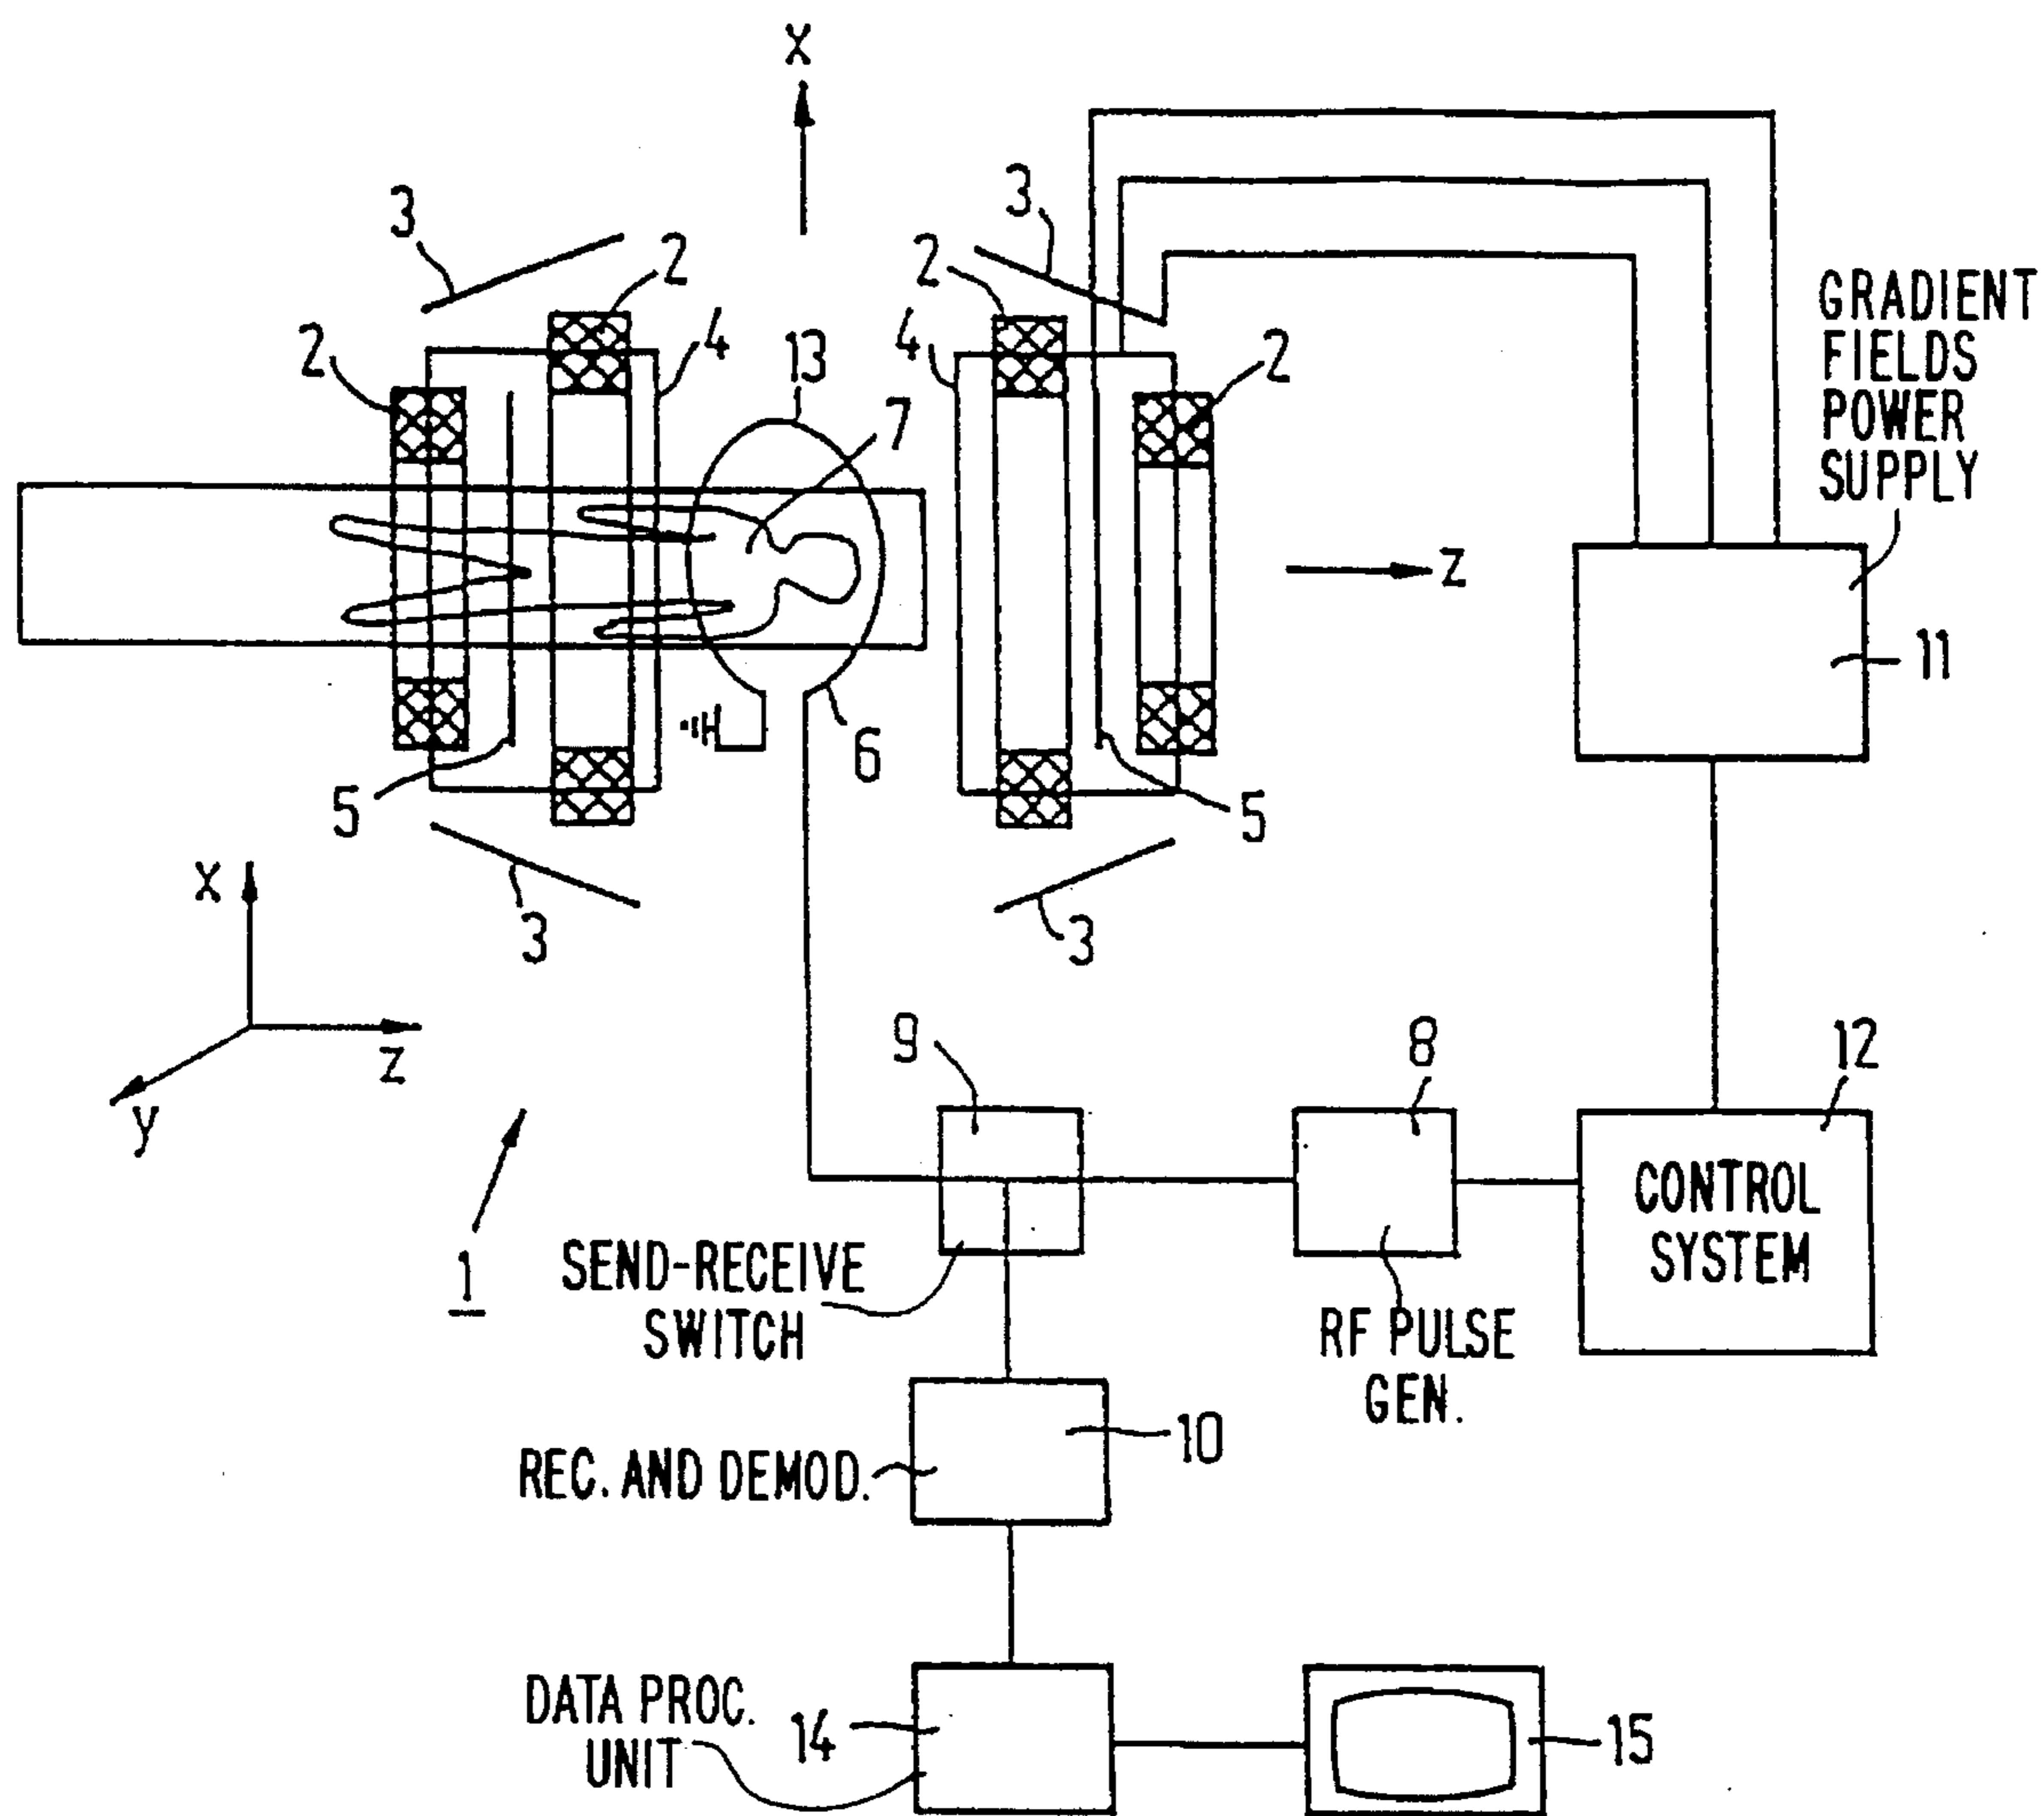 X
3
3
2
2
GRADIENT
FIELDS
POWER
SUPPLY
2
4
13
4
2
7
Z
11
6
5
5
X
3
3
Z
y
1
9
8
12
CONTROL
SYSTEM
SEND-RECEIVE
SWITCH
RF PULSE
GEN.
REC. AND DEMOD.
10
DATA PROC.
UNIT
14
15